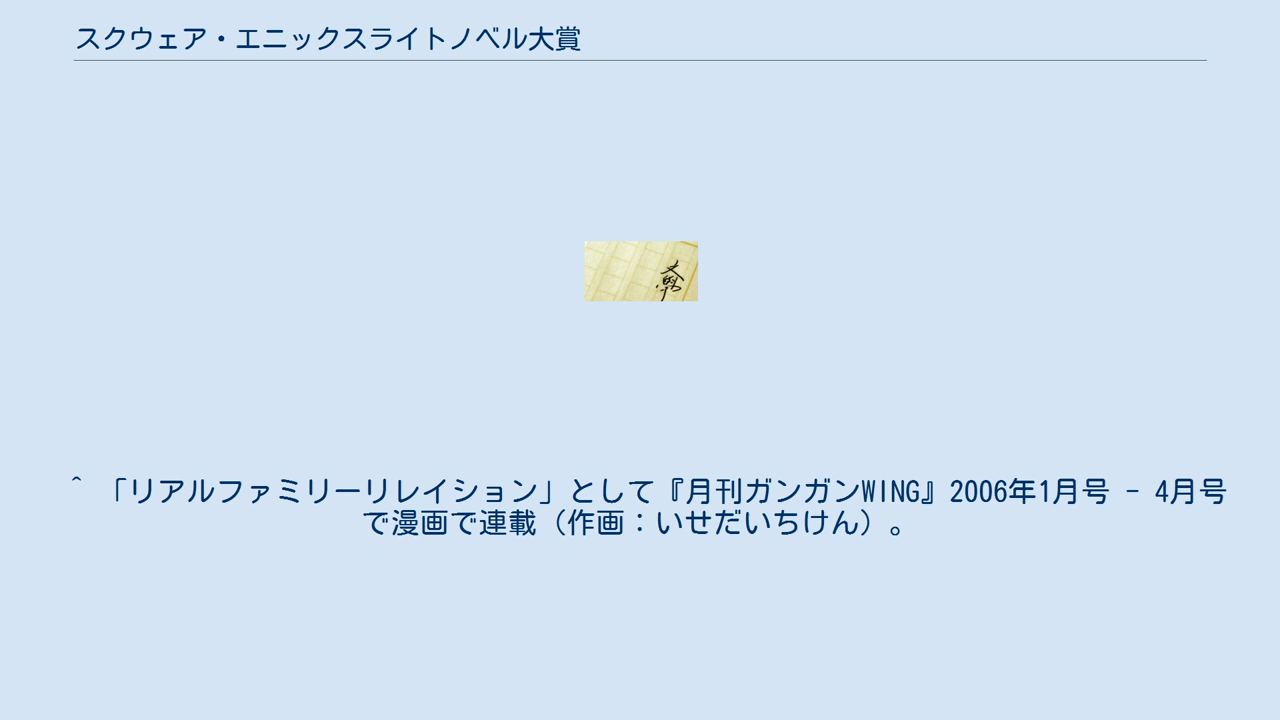 スクウェア・エニックスライトノベル大賞
^ 「リアルファミリーリレイション」として『月刊ガンガンWING』2006年1月号 - 4月号
で漫画で連載（作画：いせだいちけん）。